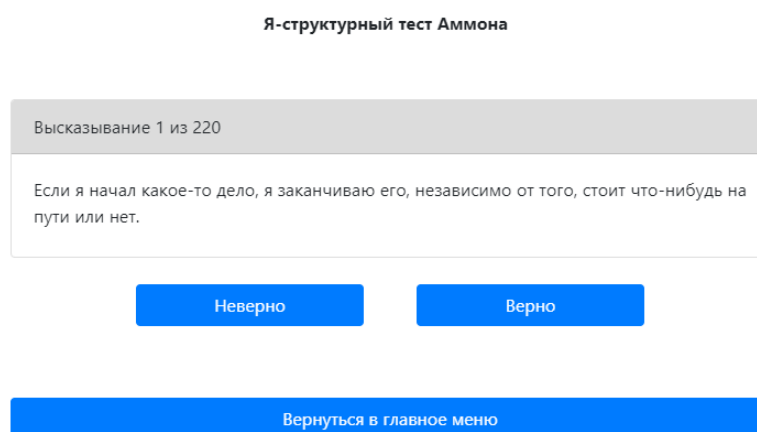 Я-структурный тест Аммона
Высказывание 1 из 220
Если я начал какое-то дело, я заканчиваю его, независимо от того, стоит что-нибудь на
пути или нет.
Неверно
Верно
Вернуться в главное меню